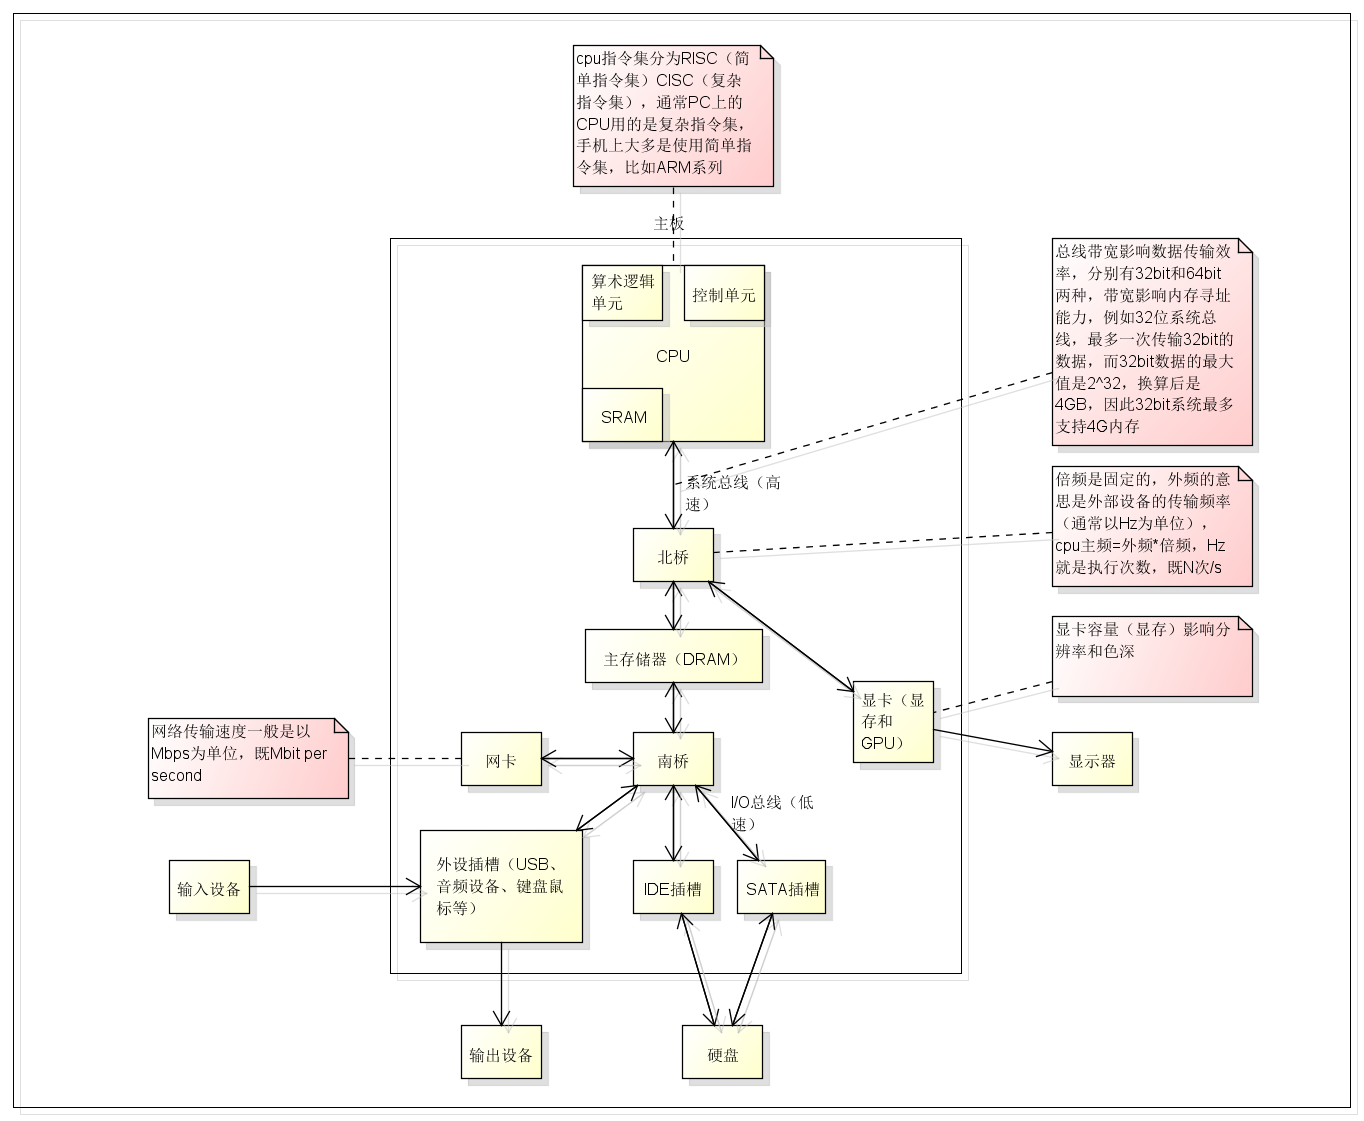 cpu指令集分为RISC（简
单指令集）CISC（复杂
指令集），通常PC上的
CPU用的是复杂指令集，
手机上大多是使用简单指
令集，比如ARM系列
主板
算术逻辑
单元
控制单元
CPU
SRAM
总线带宽影响数据传输效
率，分别有32bit和64bit
两种，带宽影响内存寻址
能力，例如32位系统总
线，最多一次传输32bit的
数据，而32bit数据的最大
值是2^32，换算后是
4GB，因此32bit系统最多
支持4G内存
系统总线（高
速）
倍频是固定的，外频的意
思是外部设备的传输频率
（通常以Hz为单位），
cpu主频=外频*倍频，Hz
就是执行次数，既N次/s
北桥
显卡容量（显存）影响分
辨率和色深
主存储器（DRAM）
显卡（显
存和
GPU）
网络传输速度一般是以
Mbps为单位，既Mbit per
second
网卡
南桥
显示器
I/O总线（低
速）
输入设备
外设插槽（USB、
音频设备、键盘鼠
标等）
IDE插槽
SATA插槽
输出设备
硬盘